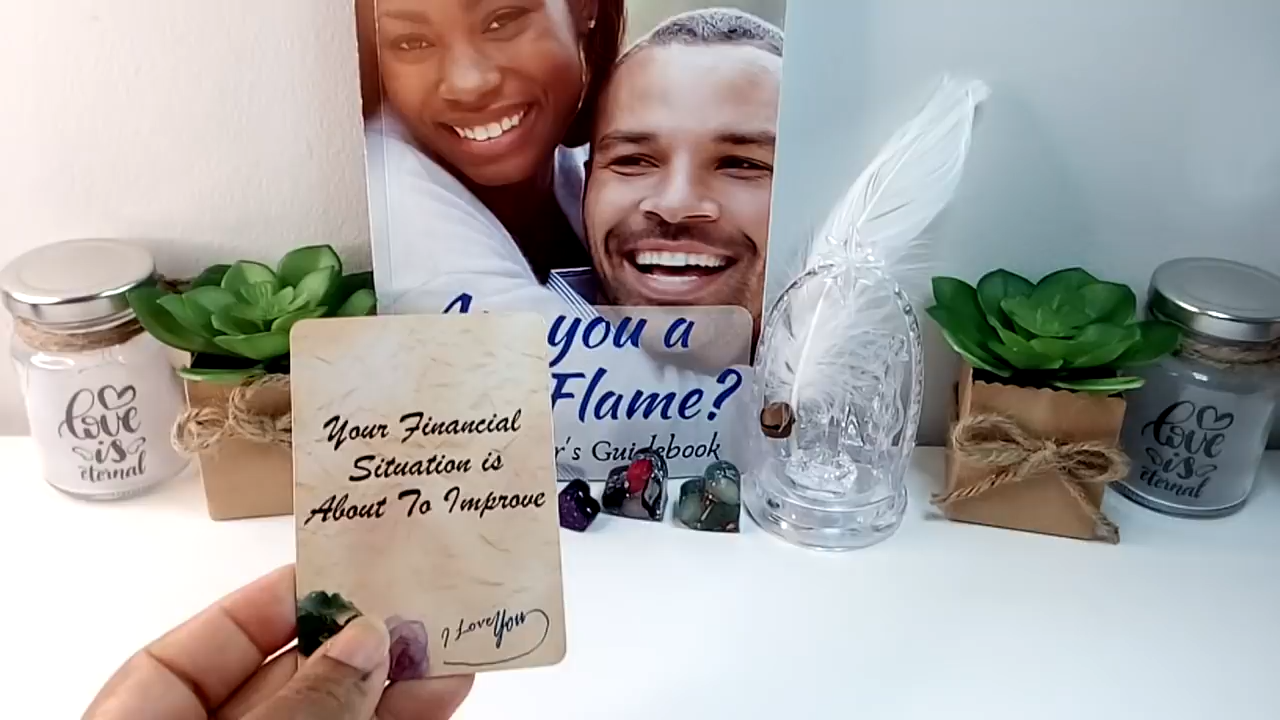 you a
Flame?
r's Guidebook
Your Financial
Situation is
About To Improve
I Love You
love
is
eternal
love
is
eternal